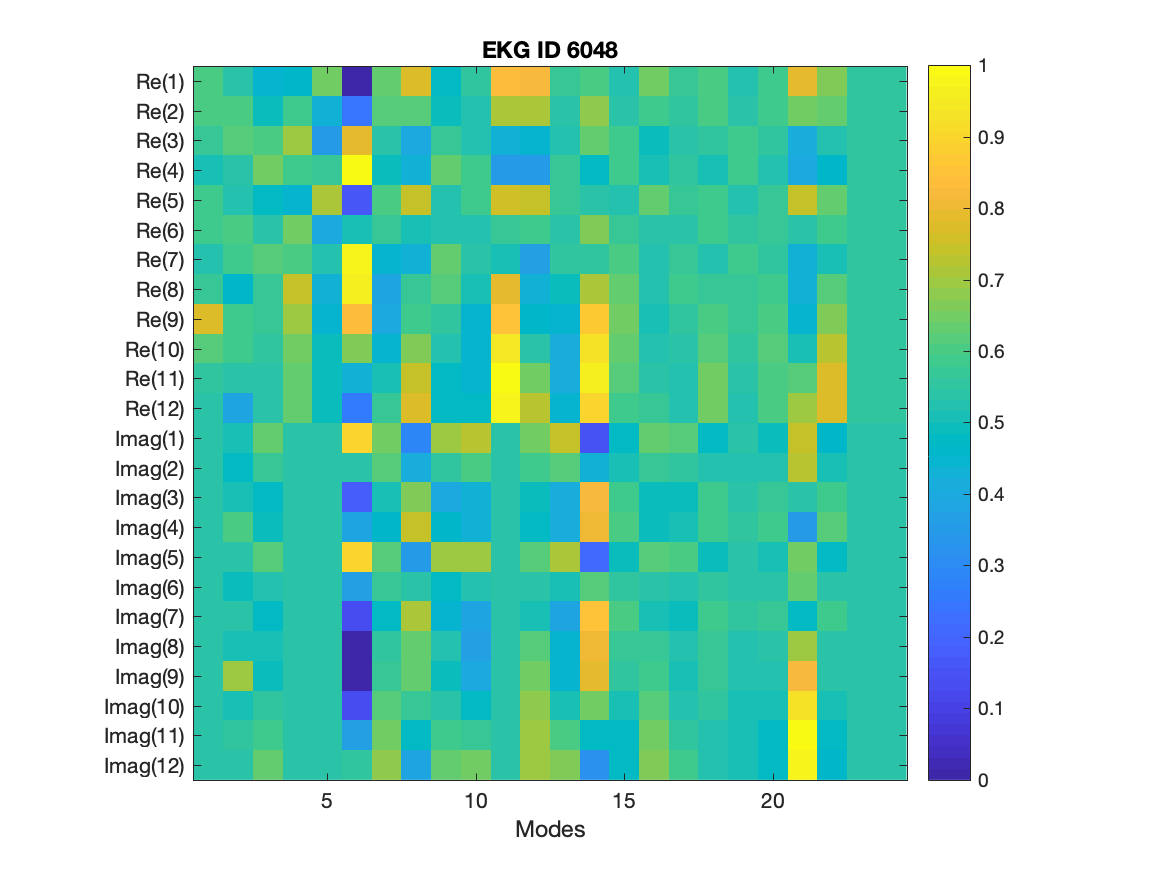 EKG ID 6048
Re(1)
Re(2)
Re(3)
Re(4)
Re(5)
Re(6)
Re(7)
Re(8)
Re(9)
Re(10)
Re(11)
Re(12)
Imag(1)
Imag(2)
Imag(3)
Imag(4)
Imag(5)
Imag(6)
Imag(7)
Imag(8)
Imag(9)
Imag(10)
Imag(11)
Imag(12)
5 10 15 20
Modes
1
0.9
0.8
0.7
0.6
0.5
0.4
0.3
0.2
0.1
0